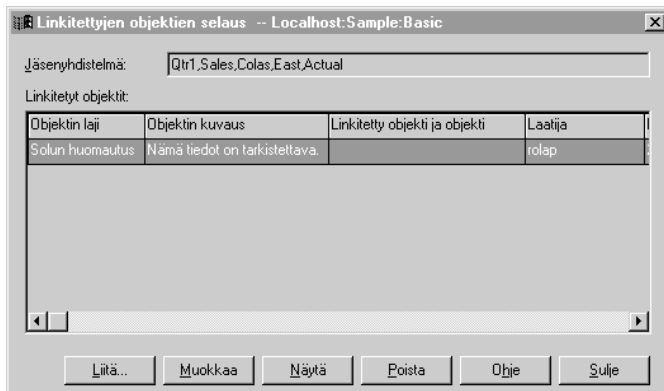 Linkitettyjen objektien selaus -- Localhost:Sample:Basic
Jäsenyhdistelmä: Qtr1,Sales,Colas,East,Actual
Linkitetyt objektit:
Objektin laji Objektin kuvaus Linkitetty objekti ja objekti Laatija
Solun huomautus Nämä tiedot on tarkistettava. rolap
Liitä... Muokkaa Näytä Poista Ohje Sulje